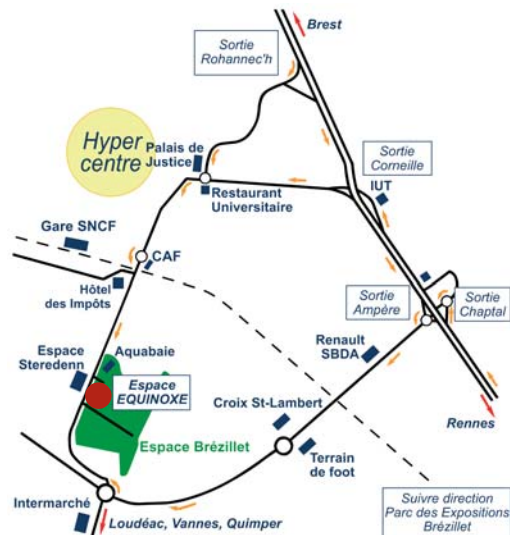 Brest
Sortie
Rohannec'h
Hyper
centre
Palais de
Justice
Sortie
Corneille
IUT
Restaurant
Universitaire
Gare SNCF
CAF
Hôtel
des Impôts
Sortie
Ampère
Sortie
Chaptal
Renault
SBDA
Espace
Steredenn
Aquabaie
Espace
EQUINOXE
Croix St-Lambert
Rennes
Espace Brézillet
Terrain
de foot
Intermarché
Loudéac, Vannes, Quimper
Suivre direction
Parc des Expositions
Brézillet